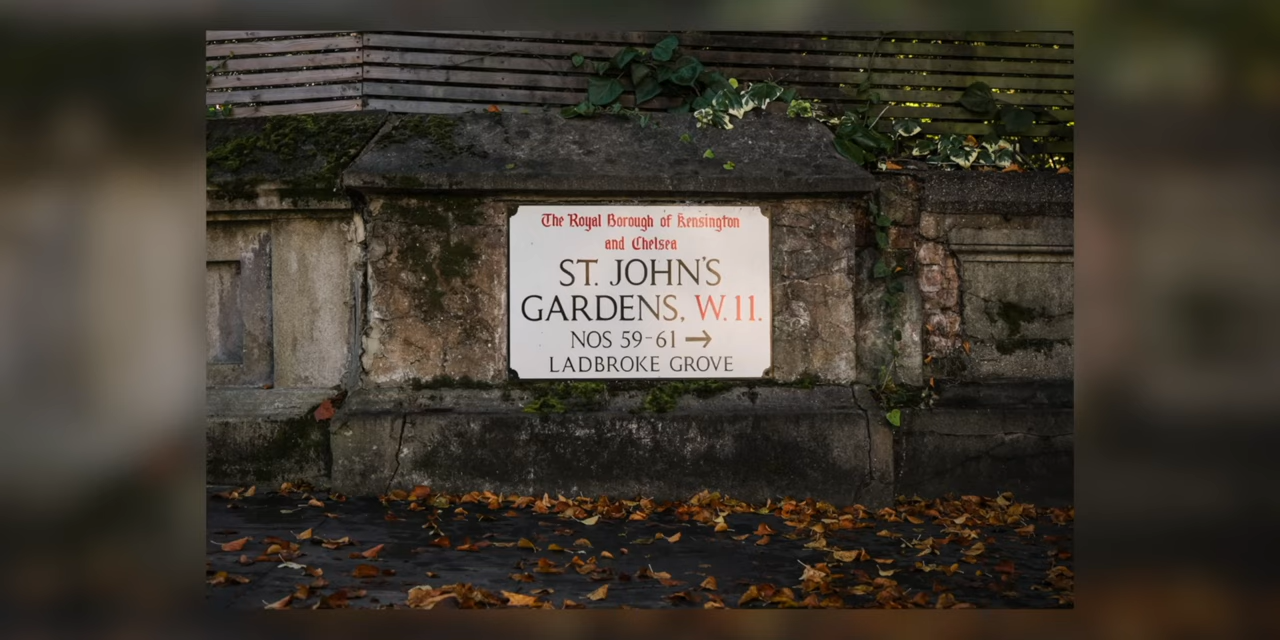 The Royal Borough of Kensington
and Chelsea
ST. JOHN'S
GARDENS, W.11.
NOS 59-61 →
LADBROKE GROVE